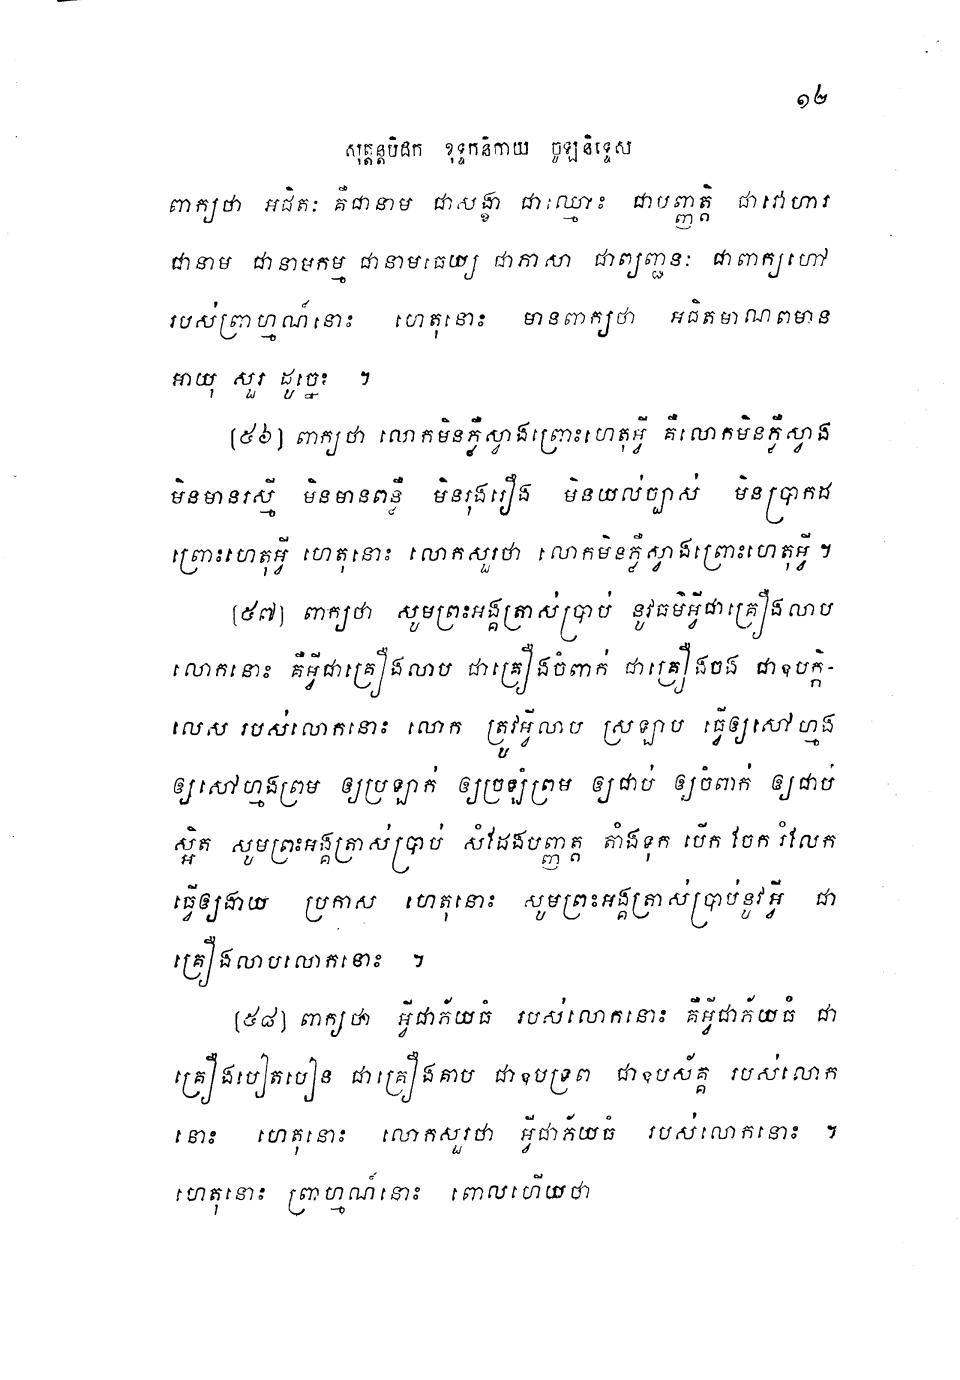 ១២
សុត្តន្តបិដក ខុទ្ទកនិកាយ ចូឡនិទ្ទេស
ពាក្យថា អជិតៈ គឺជានាម ជាសង្ខា ជាឈ្មោះ ជាបញ្ញត្តិ ជាវោហារ
ជានាម ជានាមកម្ម ជានាមធេយ្យ ជាភាសា ជាព្យញ្ជនៈ ជាពាក្យហៅ
របស់ព្រាហ្មណ៍នោះ ហេតុនោះ មានពាក្យថា អជិតមាណពមាន
អាយុ សួរ ដូច្នេះ ។
[៥៦] ពាក្យថា លោកមិនភ្លឺស្វាងព្រោះហេតុអ្វី គឺលោកមិនភ្លឺស្វាង
មិនមានរស្មី មិនមានពន្លឺ មិនរុងរឿង មិនយល់ច្បាស់ មិនប្រាកដ
ព្រោះហេតុអ្វី ហេតុនោះ លោកសួរថា លោកមិនភ្លឺស្វាងព្រោះហេតុអ្វី ។
[៥៧] ពាក្យថា សូមព្រះអង្គត្រាស់ប្រាប់ នូវធម៌អ្វីជាគ្រឿងលាប
លោកនោះ គឺអ្វីជាគ្រឿងលាប ជាគ្រឿងចំពាក់ ជាគ្រឿងចង ជាឧបក្កិ-
លេស របស់លោកនោះ លោក ត្រូវអ្វីលាប ស្រឡាប ធ្វើឲ្យសៅហ្មង
ឲ្យសៅហ្មងព្រម ឲ្យប្រឡាក់ ឲ្យច្រឡំព្រម ឲ្យជាប់ ឲ្យចំពាក់ ឲ្យជាប់
ស្អិត សូមព្រះអង្គត្រាស់ប្រាប់ សំដែងបញ្ញត្ត តាំងទុក បើក ចែក រំលែក
ធ្វើឲ្យងាយ ប្រកាស ហេតុនោះ សូមព្រះអង្គត្រាស់ប្រាប់នូវអ្វី ជា
គ្រឿងលាបលោកនោះ ។
[៥៨] ពាក្យថា អ្វីជាភ័យធំ របស់លោកនោះ គឺអ្វីជាភ័យធំ ជា
គ្រឿងបៀតបៀន ជាគ្រឿងគាប ជាឧបទ្រព ជាឧបស័គ្គ របស់លោក
នោះ ហេតុនោះ លោកសួរថា អ្វីជាភ័យធំ របស់លោកនោះ ។
ហេតុនោះ ព្រាហ្មណ៍នោះ ពោលហើយថា